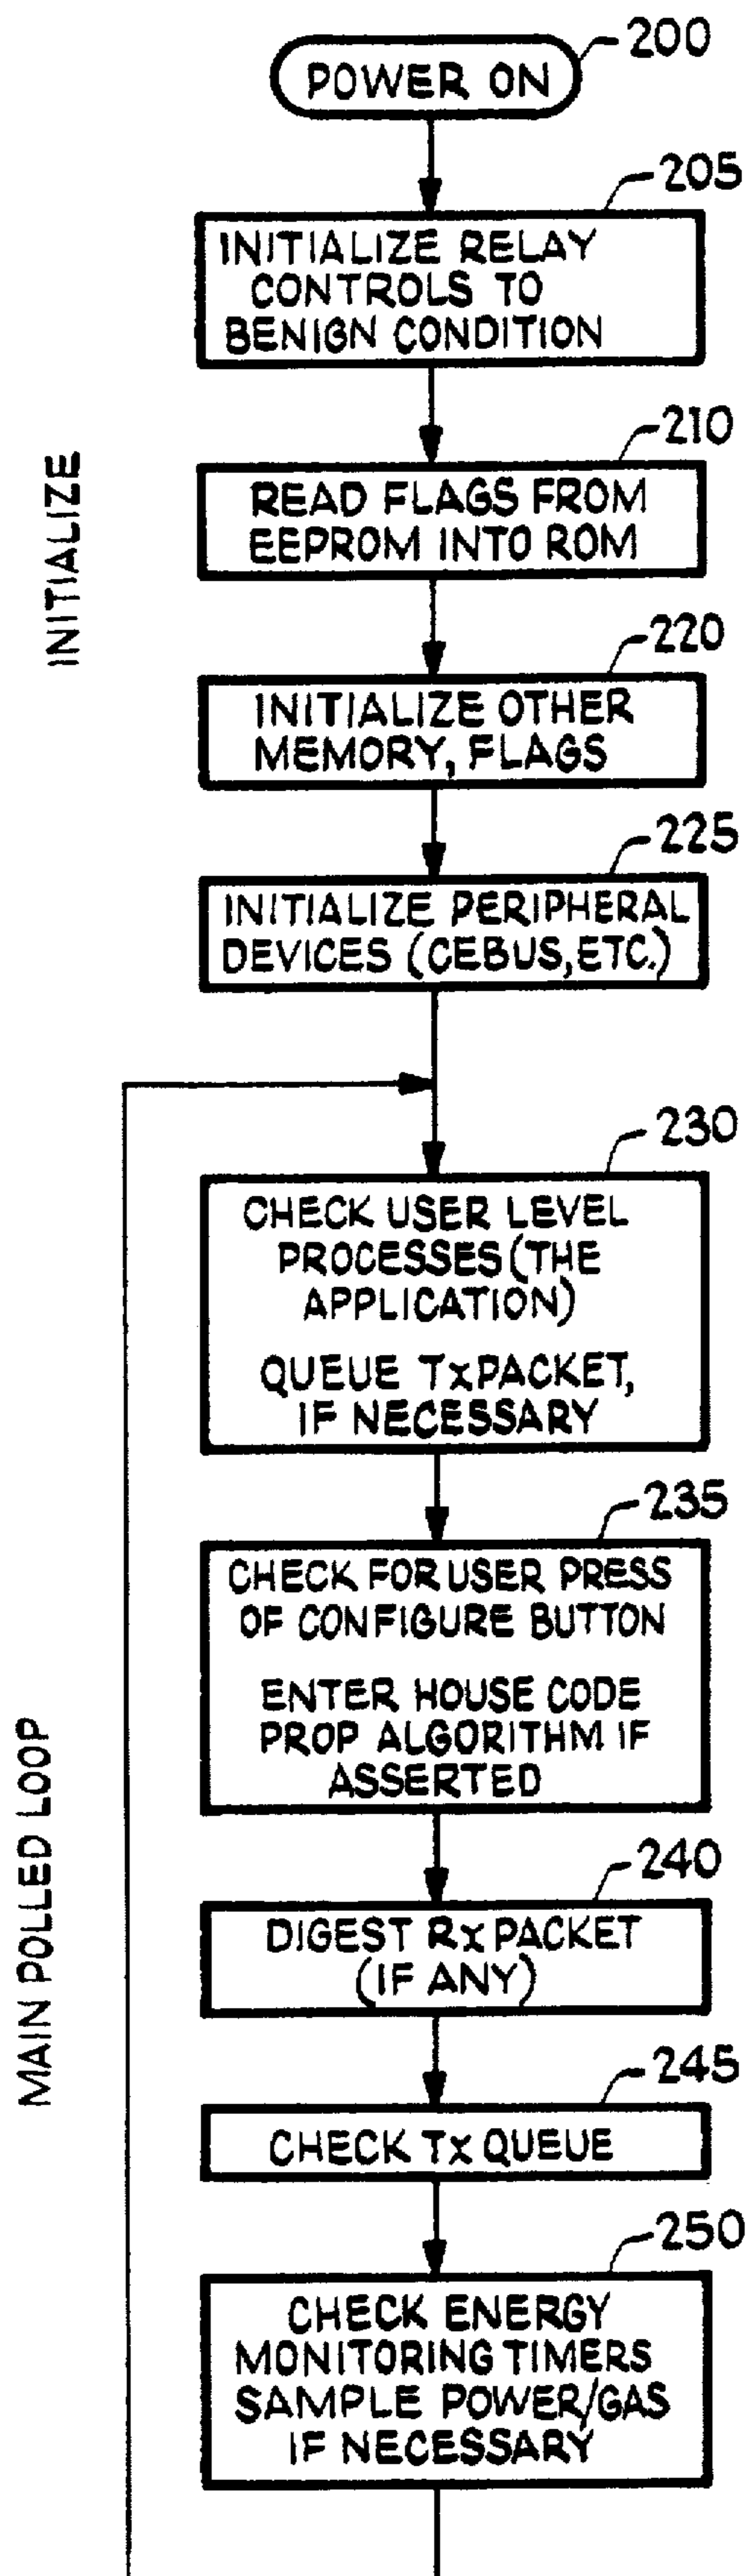 200
POWER ON
205
INITIALIZE RELAY
CONTROLS TO
BENIGN CONDITION
INITIALIZE
210
READ FLAGS FROM
EEPROM INTO ROM
220
INITIALIZE OTHER
MEMORY, FLAGS
225
INITIALIZE PERIPHERAL
DEVICES (CEBUS, ETC.)
230
CHECK USER LEVEL
PROCESSES (THE
APPLICATION)
QUEUE Tx PACKET,
IF NECESSARY
MAIN POLLED LOOP
235
CHECK FOR USER PRESS
OF CONFIGURE BUTTON
ENTER HOUSE CODE
PROP ALGORITHM IF
ASSERTED
240
DIGEST Rx PACKET
(IF ANY)
245
CHECK Tx QUEUE
250
CHECK ENERGY
MONITORING TIMERS
SAMPLE POWER/GAS
IF NECESSARY